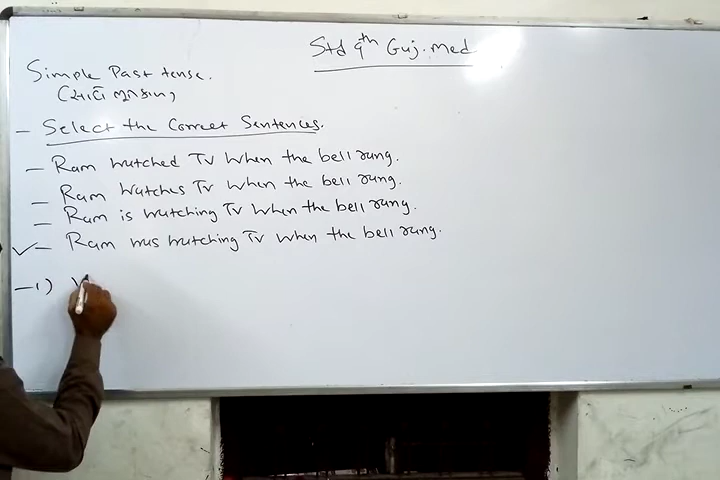 Std 9th Guj. Med
Simple Past tense.
(સાદો ભૂતકાળ)
- Select the Correct Sentences.
- Ram watched TV when the bell rang.
- Ram watches TV when the bell rang.
- Ram is watching TV when the bell rang.
✓- Ram was watching TV when the bell rang.
-1)